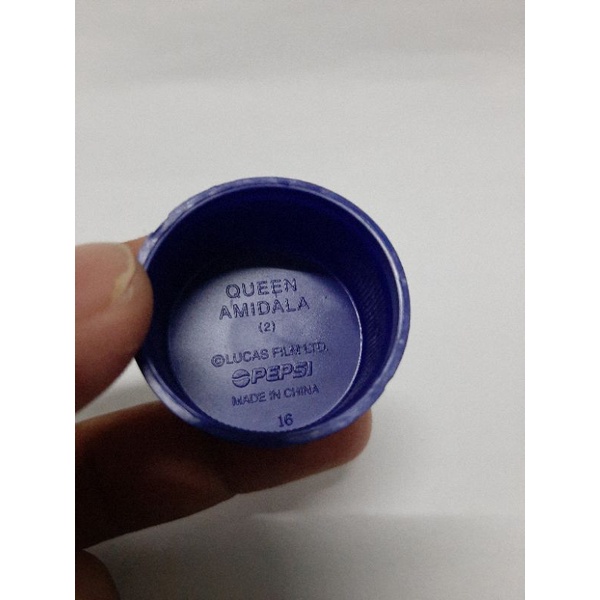 QUEEN
AMIDALA
(2)
©LUCAS FILM LTD.
PEPSI
MADE IN CHINA
16